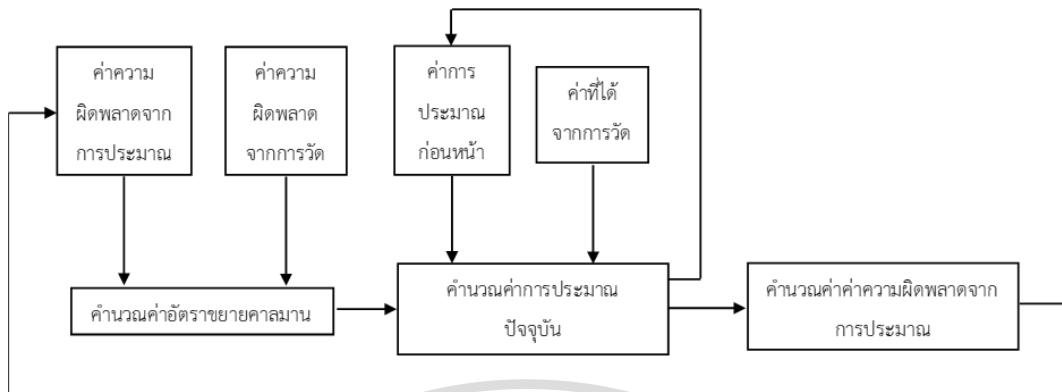 ค่าความ
ผิดพลาดจาก
การประมาณ
ค่าความ
ผิดพลาด
จากการวัด
ค่าการ
ประมาณ
ก่อนหน้า
ค่าที่ได้
จากการวัด
คำนวณค่าอัตราขยายคาลมาน
คำนวณค่าการประมาณ
ปัจจุบัน
คำนวณค่าค่าความผิดพลาดจาก
การประมาณ